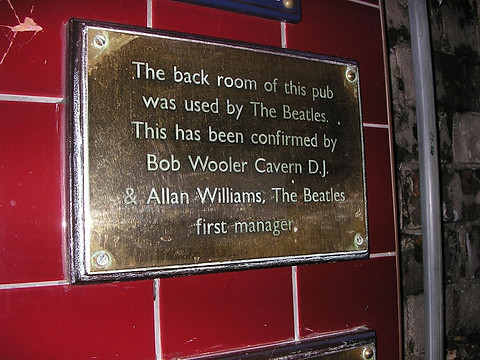 The back room of this pub
was used by The Beatles.
This has been confirmed by
Bob Wooler Cavern D.J.
& Allan Williams, The Beatles
first manager.